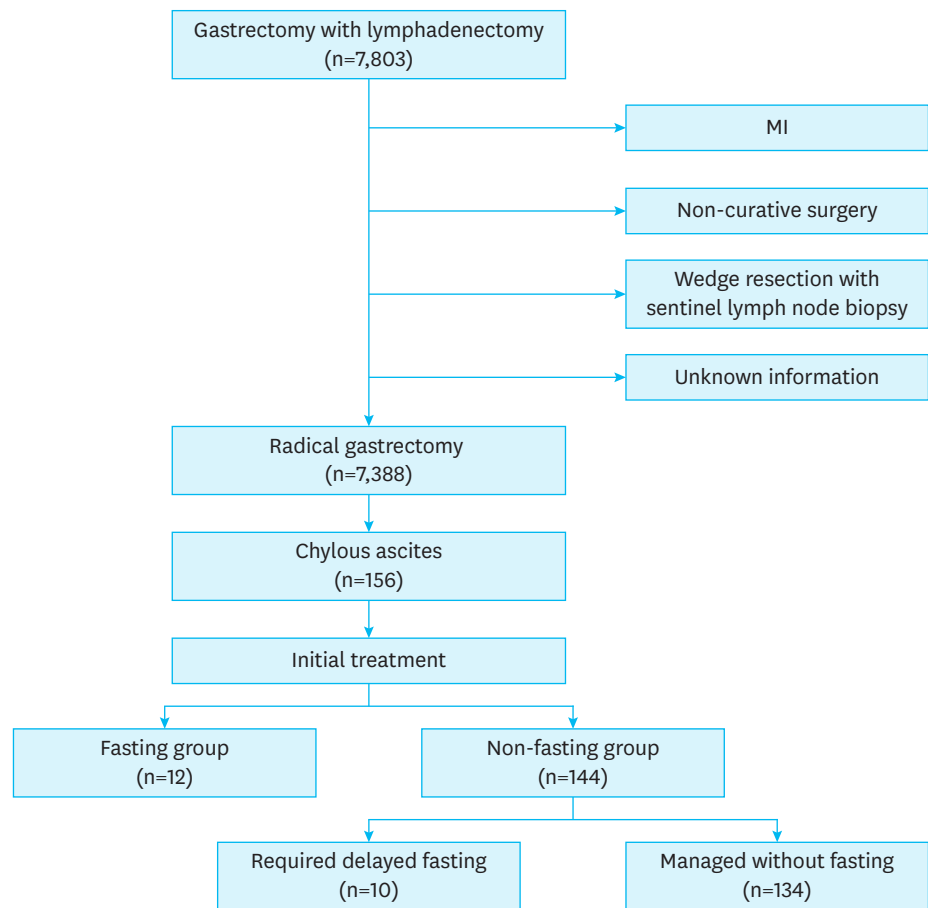 Gastrectomy with lymphadenectomy
(n=7,803)
MI
Non-curative surgery
Wedge resection with
sentinel lymph node biopsy
Unknown information
Radical gastrectomy
(n=7,388)
Chylous ascites
(n=156)
Initial treatment
Fasting group
(n=12)
Non-fasting group
(n=144)
Required delayed fasting
(n=10)
Managed without fasting
(n=134)